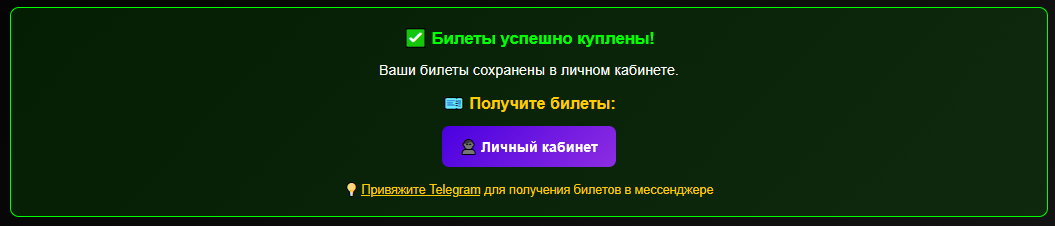 ✅ Билеты успешно куплены!
Ваши билеты сохранены в личном кабинете.
🎫 Получите билеты:
👤 Личный кабинет
💡 Привяжите Telegram для получения билетов в мессенджере